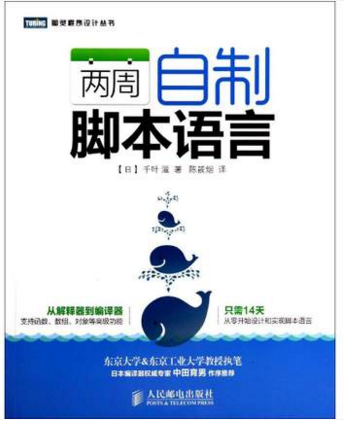 TURING 图灵程序设计丛书
两周
自制
脚本语言
【日】千叶 滋 著 陈筱烟 译
从解释器到编译器
支持函数、数组、对象等高级功能
只需14天
从零开始设计和实现脚本语言
东京大学&东京工业大学教授执笔
日本编译器权威专家 中田育男 作序推荐
人民邮电出版社
POSTS & TELECOM PRESS